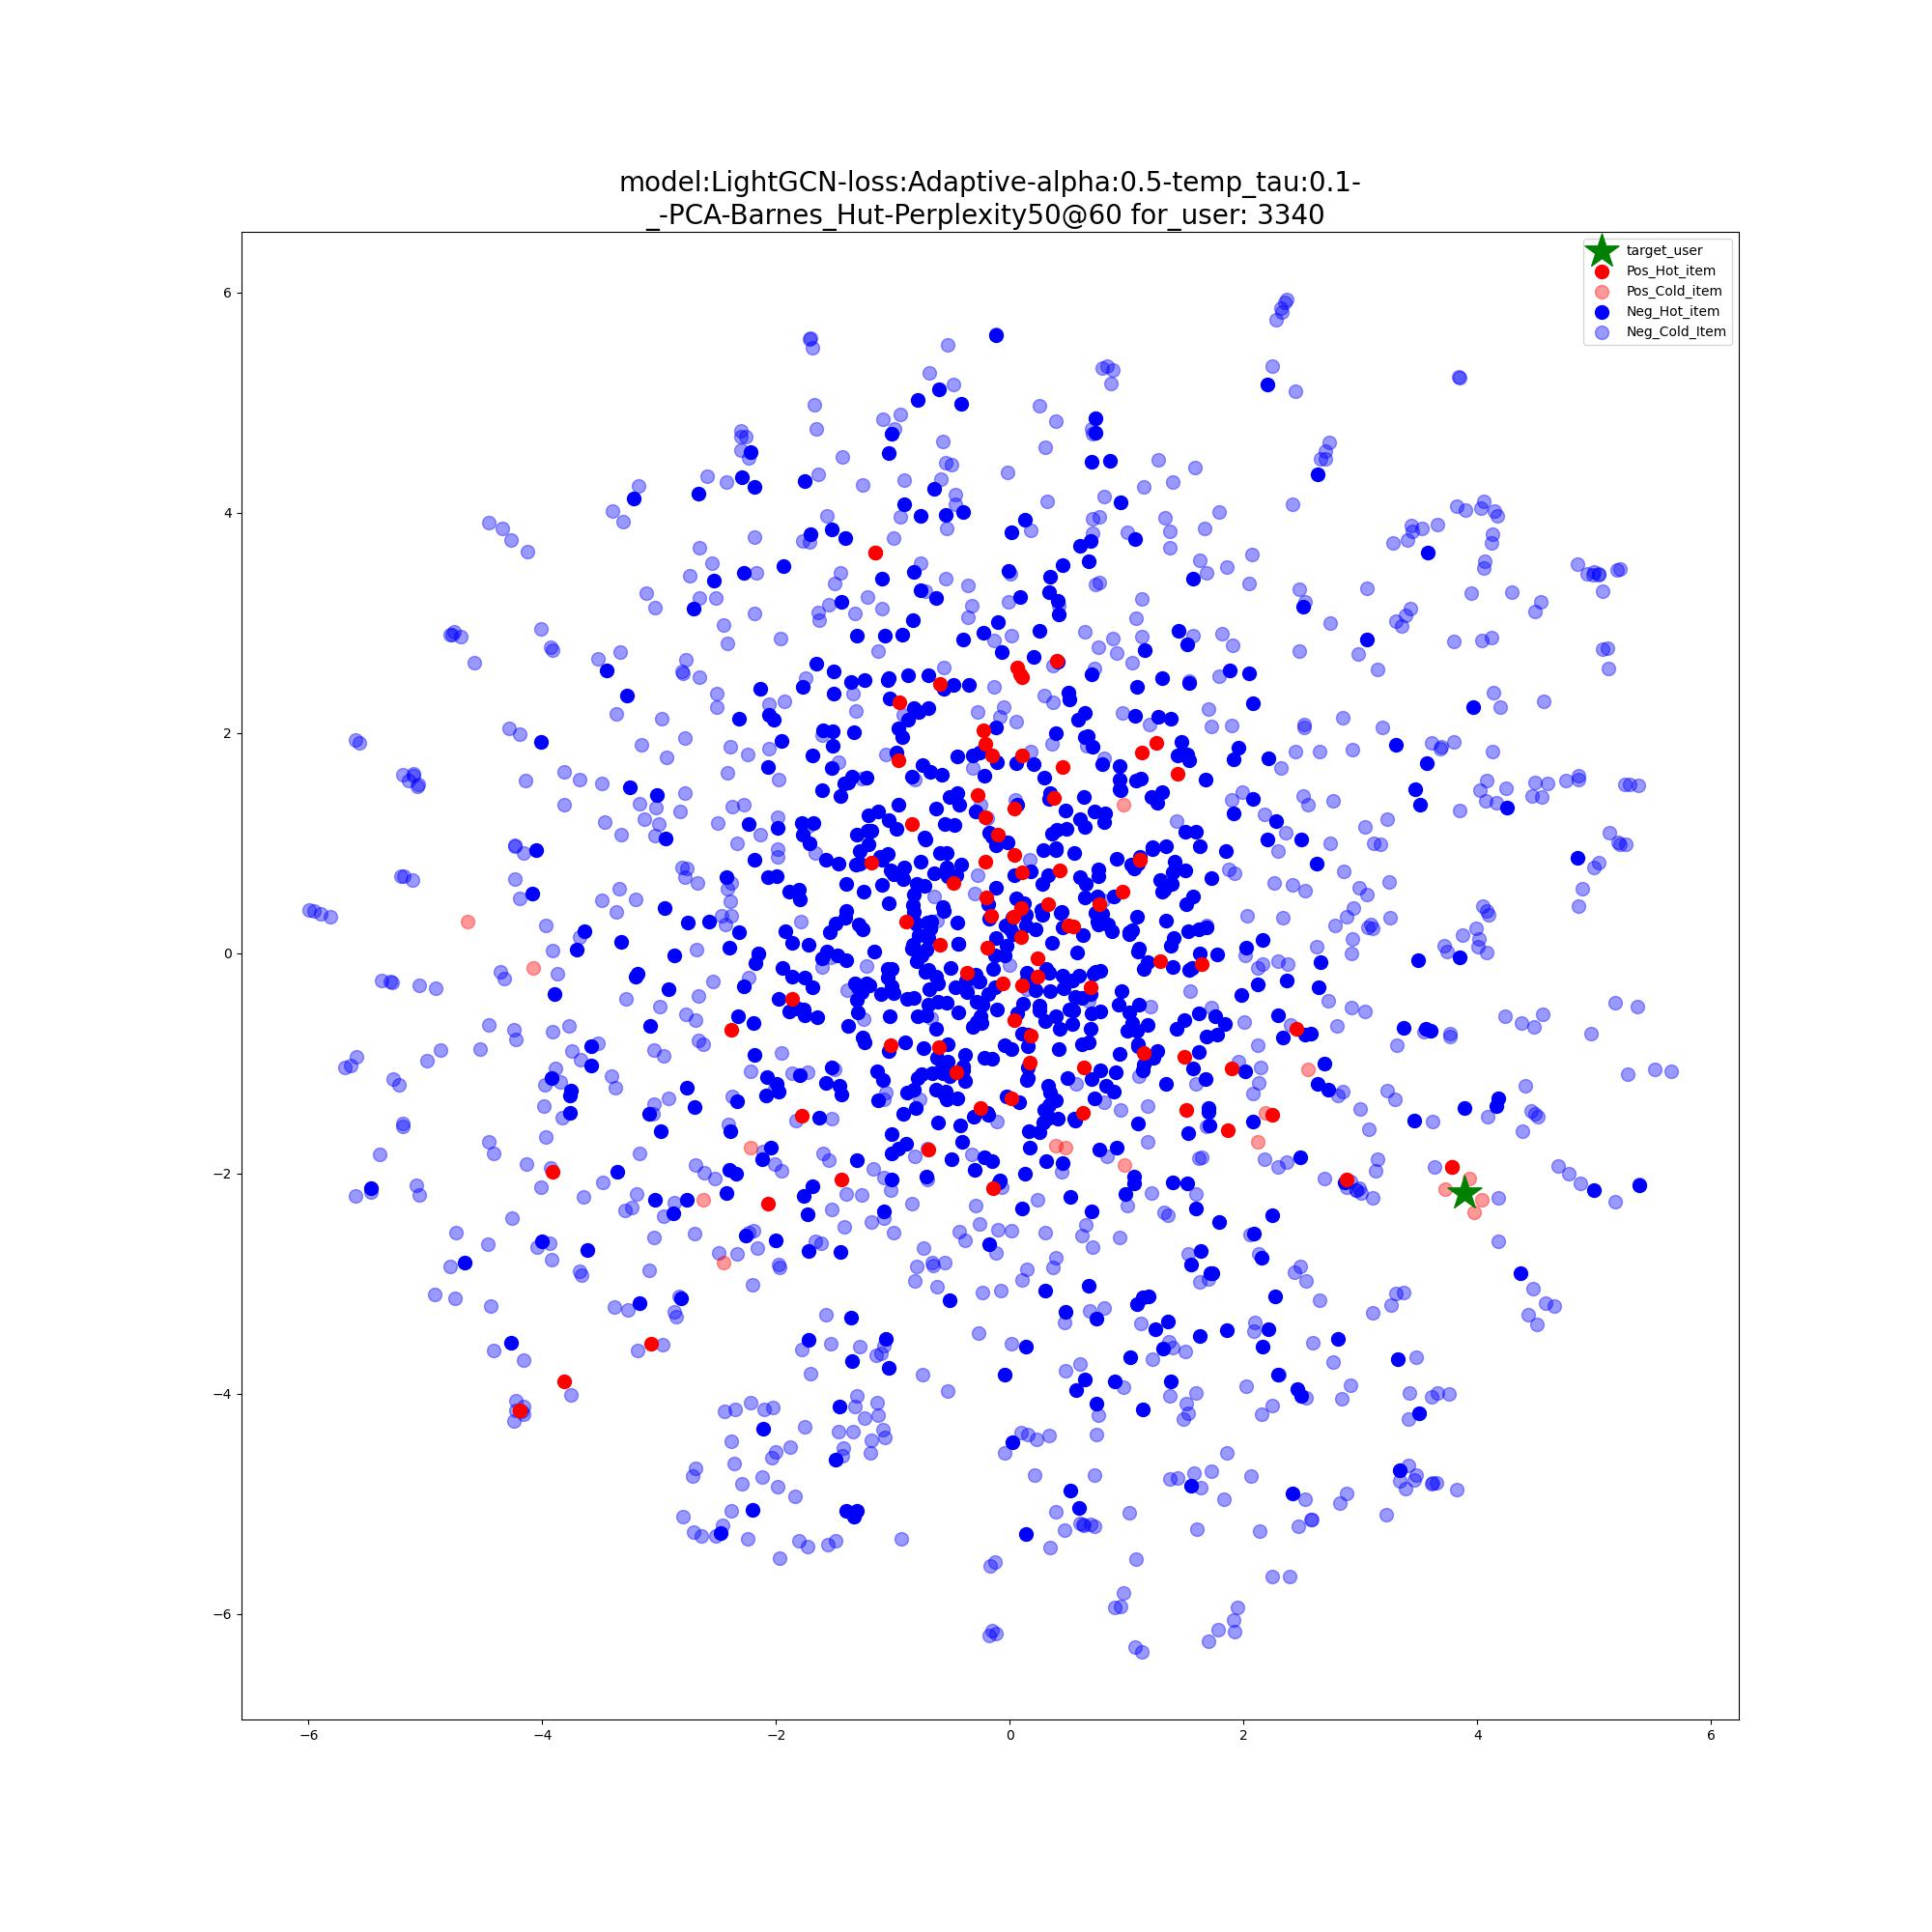 model:LightGCN-loss:Adaptive-alpha:0.5-temp_tau:0.1-
_-PCA-Barnes_Hut-Perplexity50@60 for_user: 3340
target_user
Pos_Hot_item
Pos_Cold_item
Neg_Hot_item
Neg_Cold_Item
6
4
2
0
−2
−4
−6
−6 −4 −2 0 2 4 6